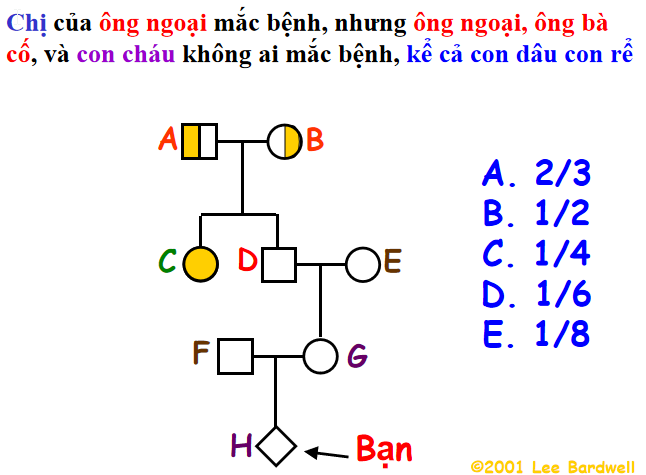 Chị của ông ngoại mắc bệnh, nhưng ông ngoại, ông bà
cố, và con cháu không ai mắc bệnh, kể cả con dâu con rể
A
B
C
D
E
F
G
H
Bạn
A. 2/3
B. 1/2
C. 1/4
D. 1/6
E. 1/8
©2001 Lee Bardwell